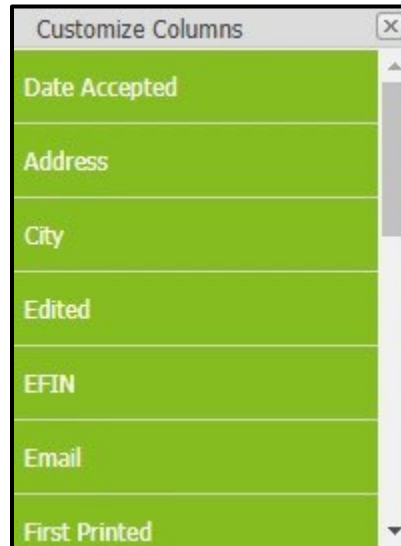 Customize Columns
Date Accepted
Address
City
Edited
EFIN
Email
First Printed